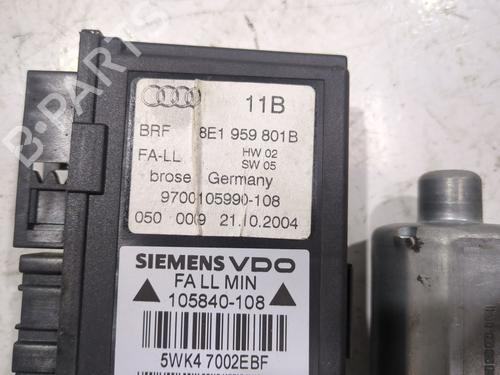 B-PARTS
11B
BRF 8E1 959 801B
FA-LL HW 02
SW 05
brose Germany
9700105990-108
050 0009 21.10.2004
SIEMENS VDO
FA LL MIN
105840-108
5WK4 7002EBF